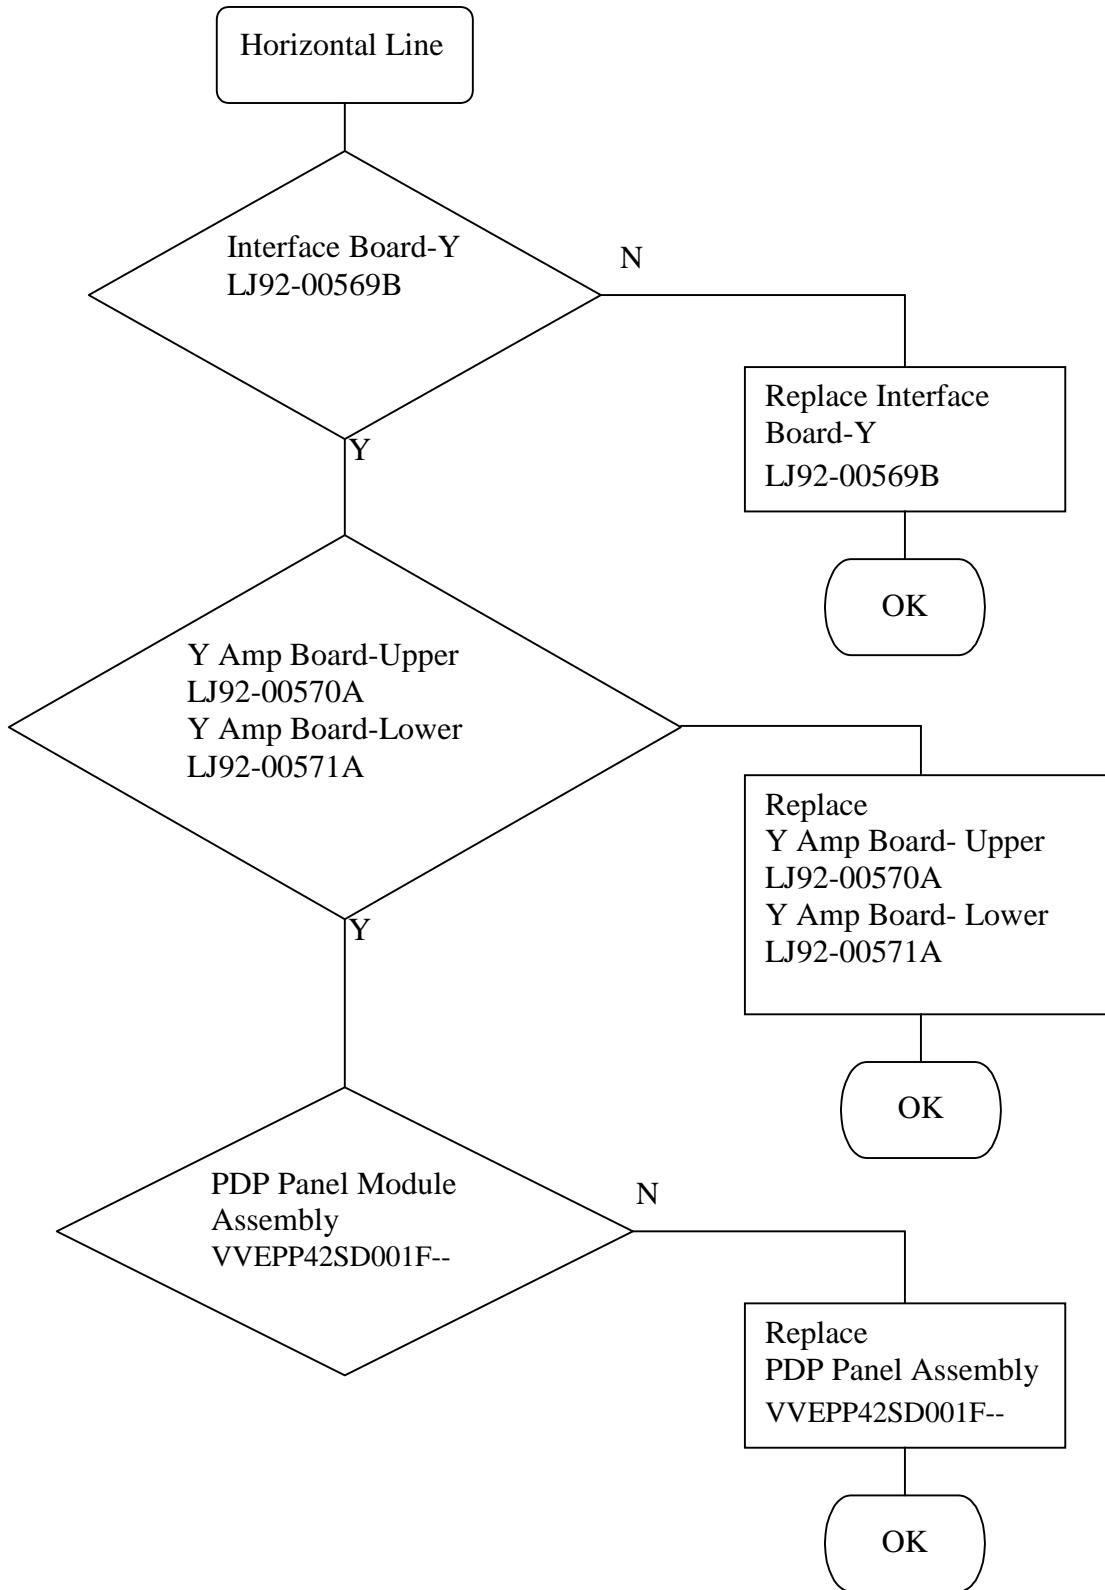 Horizontal Line
Interface Board-Y
LJ92-00569B
N
Replace Interface
Board-Y
LJ92-00569B
Y
OK
Y Amp Board-Upper
LJ92-00570A
Y Amp Board-Lower
LJ92-00571A
Replace
Y Amp Board- Upper
LJ92-00570A
Y Amp Board- Lower
LJ92-00571A
Y
OK
PDP Panel Module
Assembly
VVEPP42SD001F--
N
Replace
PDP Panel Assembly
VVEPP42SD001F--
OK